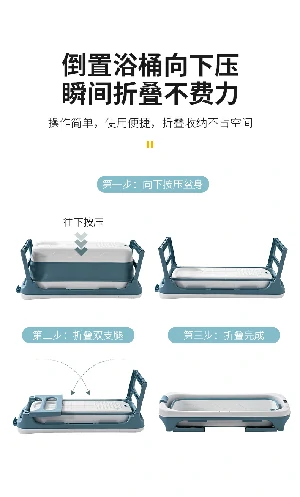 倒置浴桶向下压
瞬间折叠不费力
操作简单，使用便捷，折叠收纳不占空间
第一步：向下按压盆身
往下按压
第二步：折叠双支腿
第三步：折叠完成